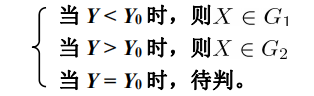 当 Y < Y₀ 时，则 X ∈ G₁
当 Y > Y₀ 时，则 X ∈ G₂
当 Y = Y₀ 时，待判。